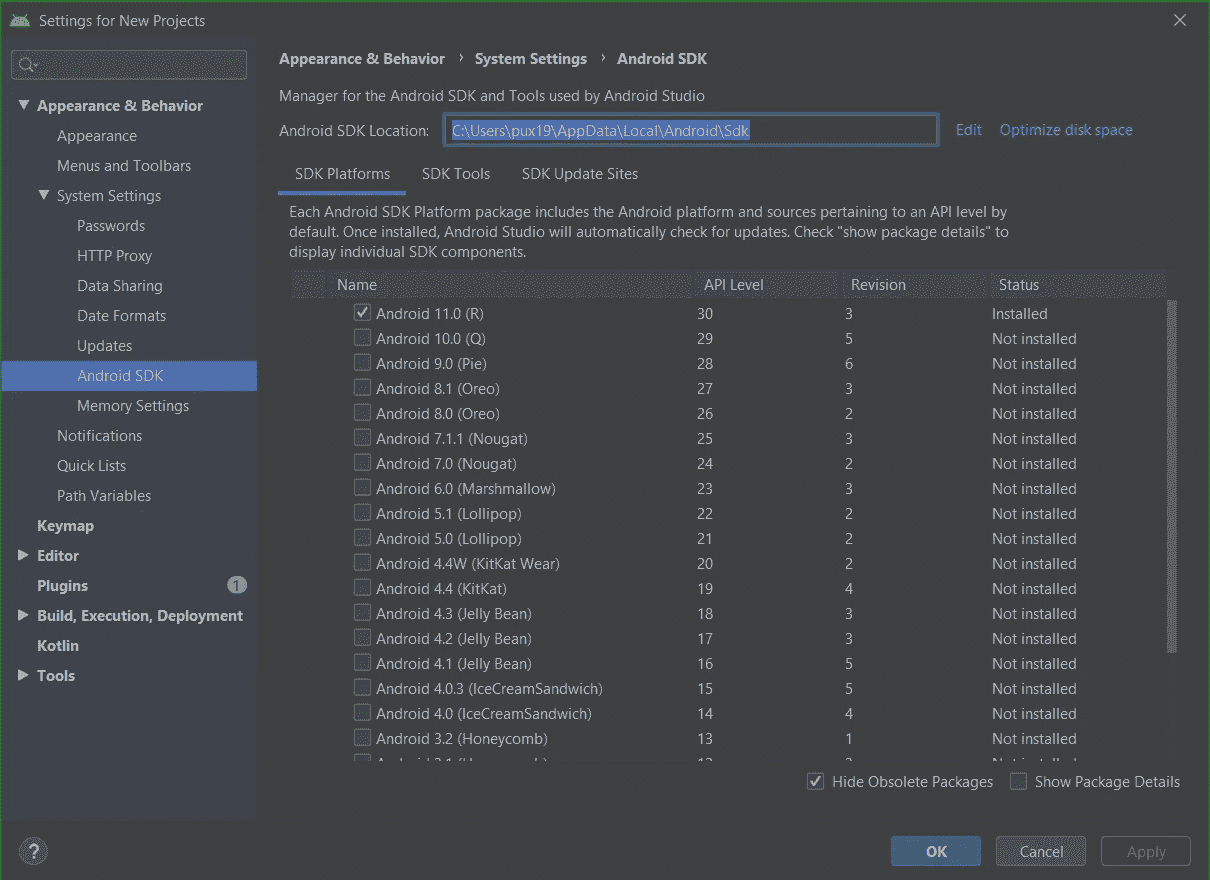 Settings for New Projects
Appearance & Behavior
Appearance
Menus and Toolbars
System Settings
Passwords
HTTP Proxy
Data Sharing
Date Formats
Updates
Android SDK
Memory Settings
Notifications
Quick Lists
Path Variables
Keymap
Editor
Plugins 1
Build, Execution, Deployment
Kotlin
Tools
Appearance & Behavior › System Settings › Android SDK
Manager for the Android SDK and Tools used by Android Studio
Android SDK Location: C:\Users\pux19\AppData\Local\Android\Sdk Edit Optimize disk space
SDK Platforms SDK Tools SDK Update Sites
Each Android SDK Platform package includes the Android platform and sources pertaining to an API level by
default. Once installed, Android Studio will automatically check for updates. Check "show package details" to
display individual SDK components.
Name API Level Revision Status
Android 11.0 (R) 30 3 Installed
Android 10.0 (Q) 29 5 Not installed
Android 9.0 (Pie) 28 6 Not installed
Android 8.1 (Oreo) 27 3 Not installed
Android 8.0 (Oreo) 26 2 Not installed
Android 7.1.1 (Nougat) 25 3 Not installed
Android 7.0 (Nougat) 24 2 Not installed
Android 6.0 (Marshmallow) 23 3 Not installed
Android 5.1 (Lollipop) 22 2 Not installed
Android 5.0 (Lollipop) 21 2 Not installed
Android 4.4W (KitKat Wear) 20 2 Not installed
Android 4.4 (KitKat) 19 4 Not installed
Android 4.3 (Jelly Bean) 18 3 Not installed
Android 4.2 (Jelly Bean) 17 3 Not installed
Android 4.1 (Jelly Bean) 16 5 Not installed
Android 4.0.3 (IceCreamSandwich) 15 5 Not installed
Android 4.0 (IceCreamSandwich) 14 4 Not installed
Android 3.2 (Honeycomb) 13 1 Not installed
Hide Obsolete Packages Show Package Details
? OK Cancel Apply